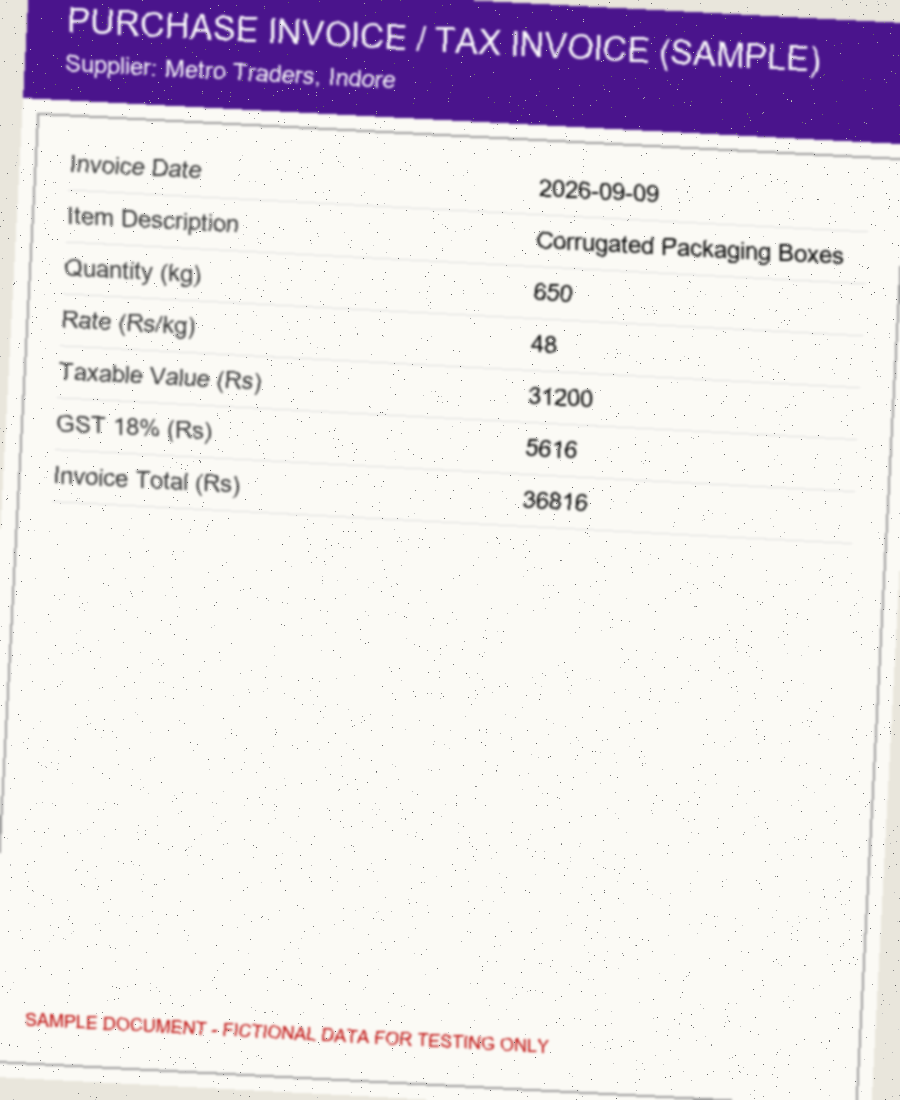 PURCHASE INVOICE / TAX INVOICE (SAMPLE)
Supplier: Metro Traders, Indore
Invoice Date 2026-09-09
Item Description Corrugated Packaging Boxes
Quantity (kg) 650
Rate (Rs/kg) 48
Taxable Value (Rs) 31200
GST 18% (Rs) 5616
Invoice Total (Rs) 36816
SAMPLE DOCUMENT - FICTIONAL DATA FOR TESTING ONLY